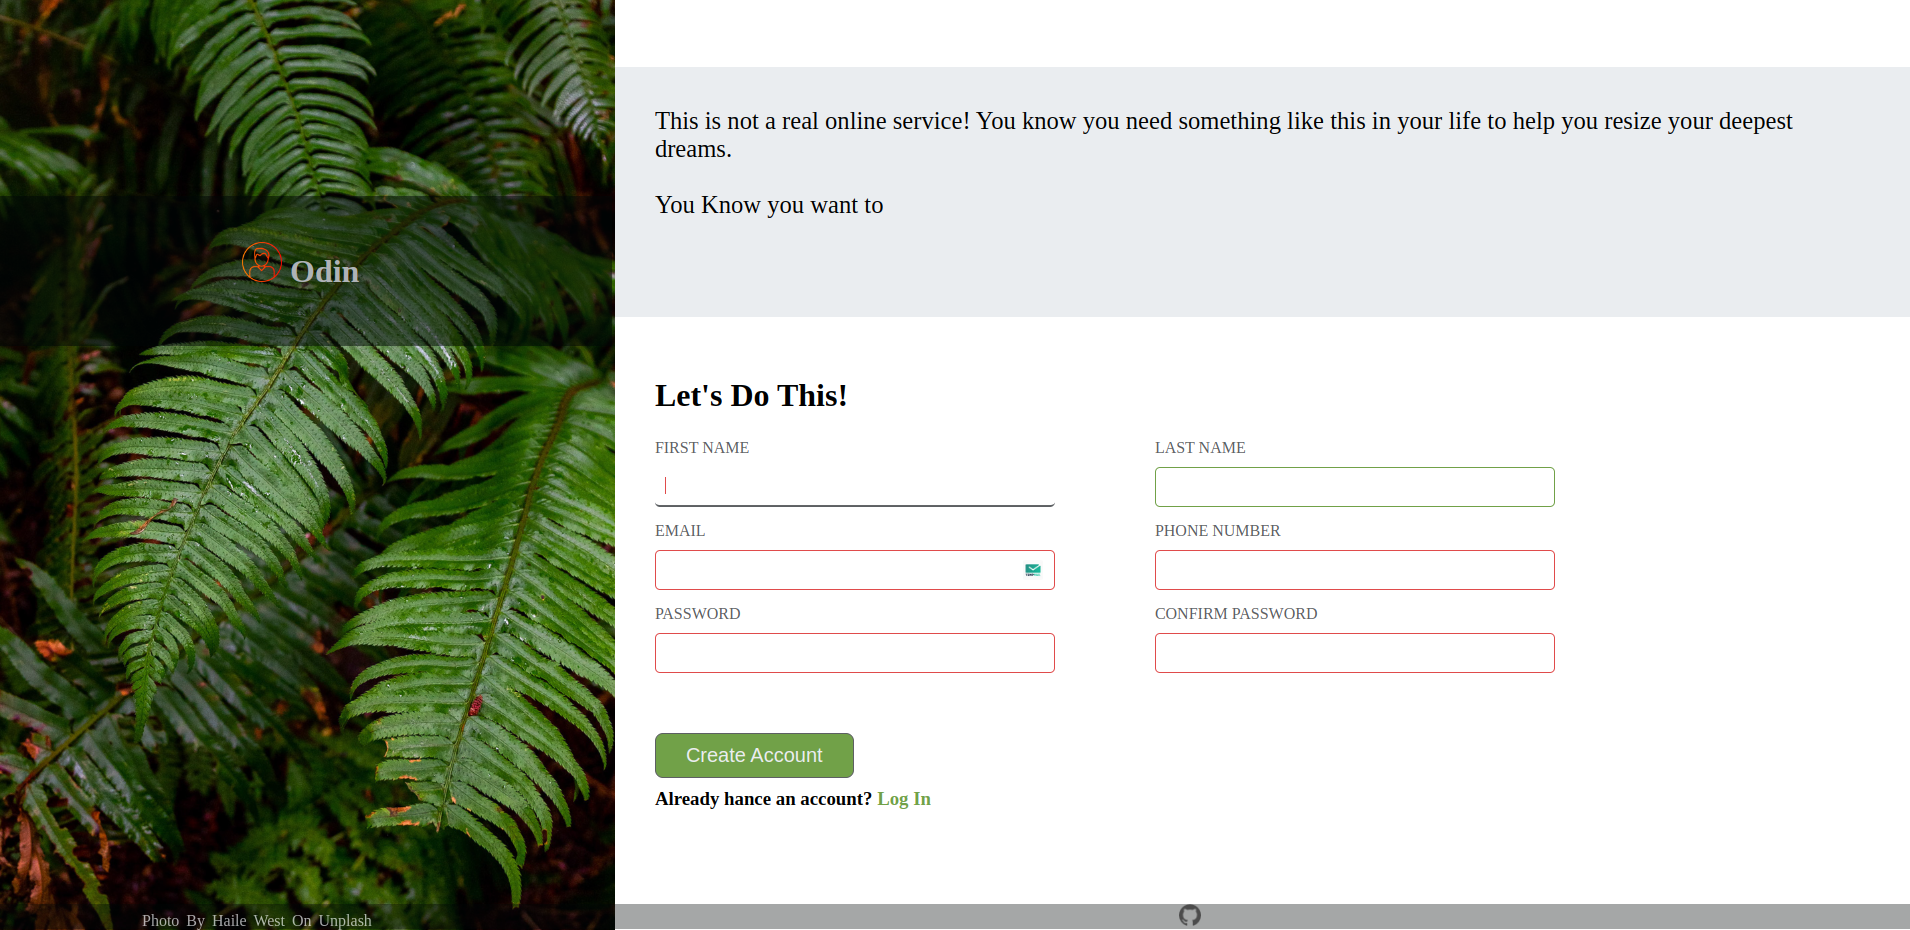 Odin
Photo By Haile West On Unplash
This is not a real online service! You know you need something like this in your life to help you resize your deepest
dreams.
You Know you want to
Let's Do This!
FIRST NAME
LAST NAME
EMAIL
PHONE NUMBER
PASSWORD
CONFIRM PASSWORD
Create Account
Already hance an account? Log In